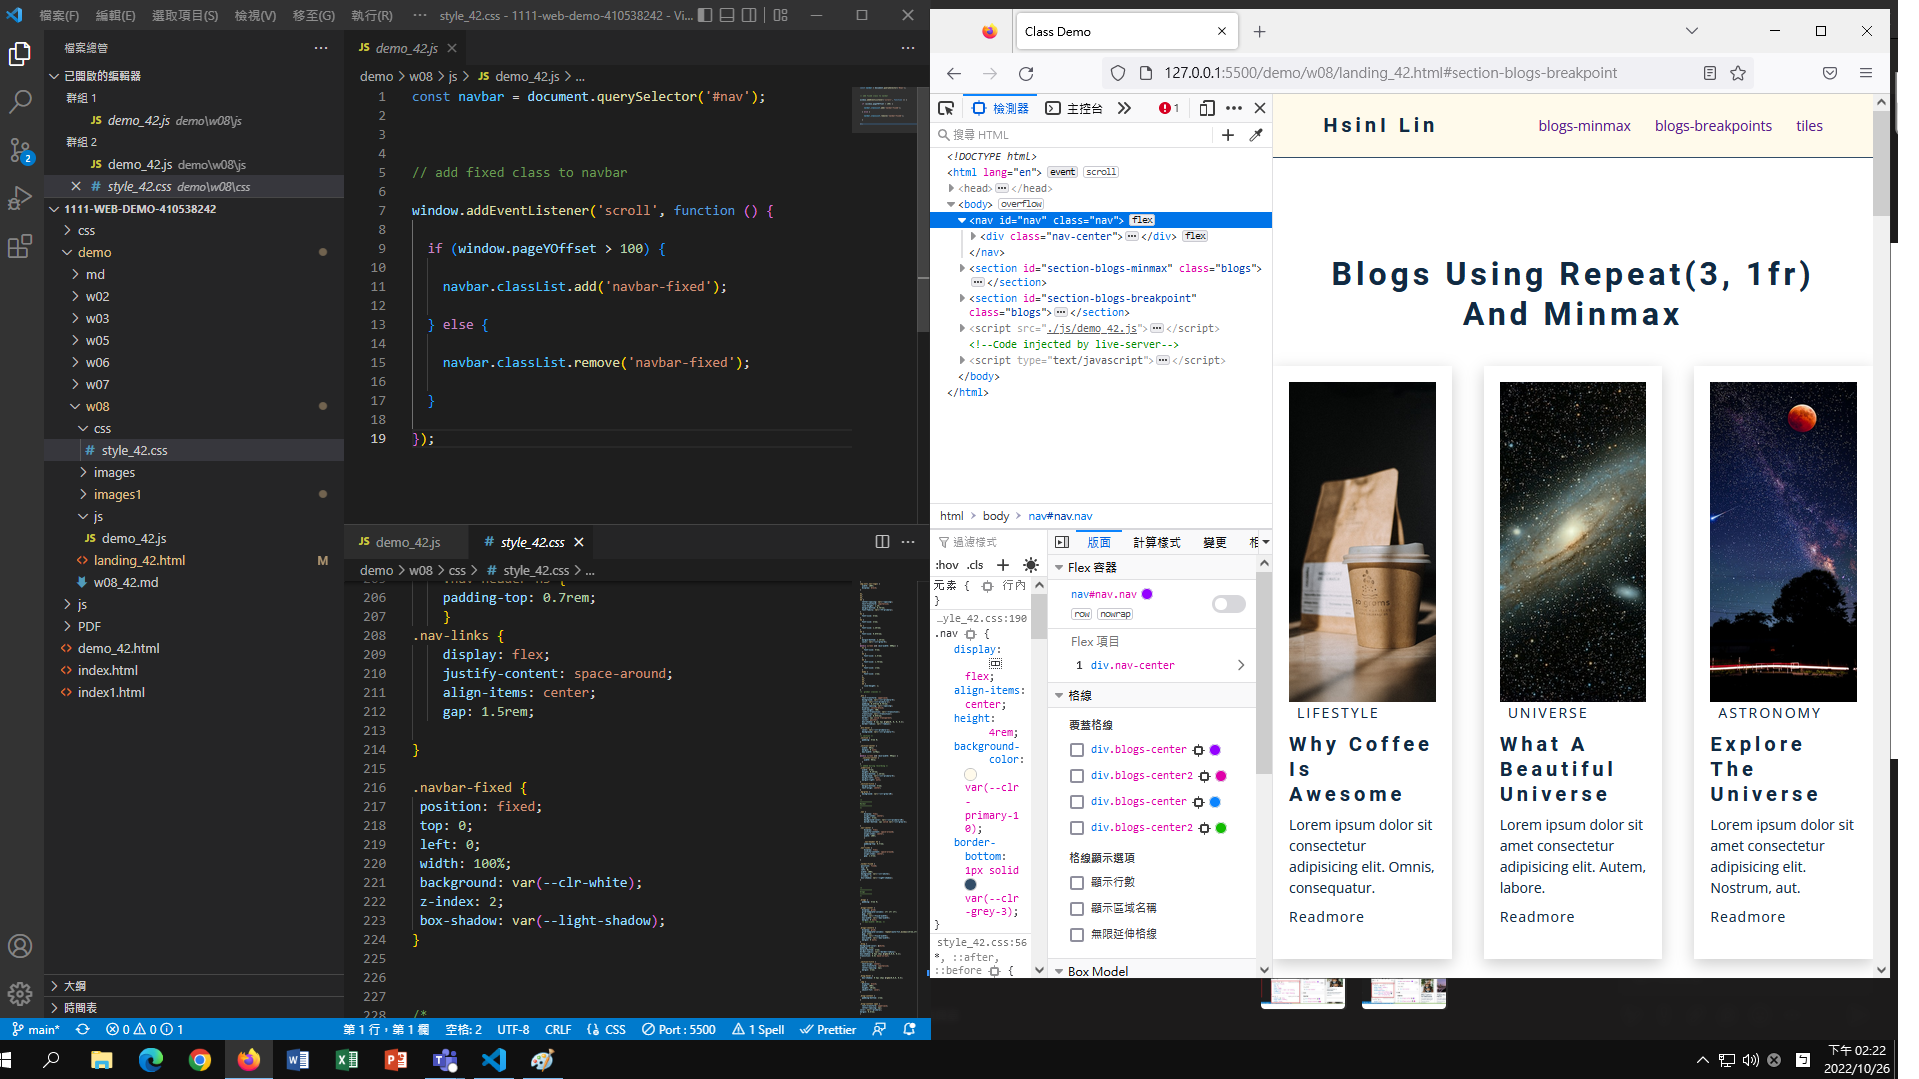 檔案(F) 編輯(E) 選取項目(S) 檢視(V) 移至(G) 執行(R) ··· style_42.css - 1111-web-demo-410538242 - Vi...
檔案總管
已開啟的編輯器
群組 1
JS demo_42.js demo\w08\js
群組 2
JS demo_42.js demo\w08\js
# style_42.css demo\w08\css
1111-WEB-DEMO-410538242
css
demo
md
w02
w03
w05
w06
w07
w08
css
# style_42.css
images
images1
js
JS demo_42.js
landing_42.html M
w08_42.md
js
PDF
demo_42.html
index.html
index1.html
大綱
時間表
2
JS demo_42.js
demo > w08 > js > JS demo_42.js > ...
1 const navbar = document.querySelector('#nav');
2
3
4
5 // add fixed class to navbar
6
7 window.addEventListener('scroll', function () {
8
9 if (window.pageYOffset > 100) {
10
11 navbar.classList.add('navbar-fixed');
12
13 } else {
14
15 navbar.classList.remove('navbar-fixed');
16
17 }
18
19 });
JS demo_42.js # style_42.css
demo > w08 > css > # style_42.css > ...
206 padding-top: 0.7rem;
207 }
208 .nav-links {
209 display: flex;
210 justify-content: space-around;
211 align-items: center;
212 gap: 1.5rem;
213
214 }
215
216 .navbar-fixed {
217 position: fixed;
218 top: 0;
219 left: 0;
220 width: 100%;
221 background: var(--clr-white);
222 z-index: 2;
223 box-shadow: var(--light-shadow);
224 }
225
226
227
228 /*
main* 0 0 1 第 1 行，第 1 欄 空格: 2 UTF-8 CRLF CSS Port : 5500 1 Spell Prettier
Class Demo
127.0.0.1:5500/demo/w08/landing_42.html#section-blogs-breakpoint
檢測器 主控台 1
搜尋 HTML
<!DOCTYPE html>
<html lang="en"> event scroll
<head> </head>
<body> overflow
<nav id="nav" class="nav"> flex
<div class="nav-center"> </div> flex
</nav>
<section id="section-blogs-minmax" class="blogs">
</section>
<section id="section-blogs-breakpoint"
class="blogs"> </section>
<script src="./js/demo_42.js"> </script>
<!--Code injected by live-server-->
<script type="text/javascript"> </script>
</body>
</html>
html > body > nav#nav.nav
過濾樣式
:hov .cls
元素 { 行內
}
…yle_42.css:190
.nav {
display:
flex;
align-items:
center;
height:
4rem;
background-
color:
var(--clr
-
primary-1
0);
border-
bottom:
1px solid
var(--clr
-grey-3);
}
style_42.css:56
*, ::after,
::before {
版面 計算樣式 變更
Flex 容器
nav#nav.nav
row nowrap
Flex 項目
1 div.nav-center
格線
覆蓋格線
div.blogs-center
div.blogs-center2
div.blogs-center
div.blogs-center2
格線顯示選項
顯示行數
顯示區域名稱
無限延伸格線
Box Model
HsinI Lin
blogs-minmax blogs-breakpoints tiles
Blogs Using Repeat(3, 1fr)
And Minmax
LIFESTYLE
Why Coffee
Is
Awesome
Lorem ipsum dolor sit
consectetur
adipisicing elit. Omnis,
consequatur.
Readmore
UNIVERSE
What A
Beautiful
Universe
Lorem ipsum dolor sit
amet consectetur
adipisicing elit. Autem,
labore.
Readmore
ASTRONOMY
Explore
The
Universe
Lorem ipsum dolor sit
amet consectetur
adipisicing elit.
Nostrum, aut.
Readmore
下午 02:22
2022/10/26